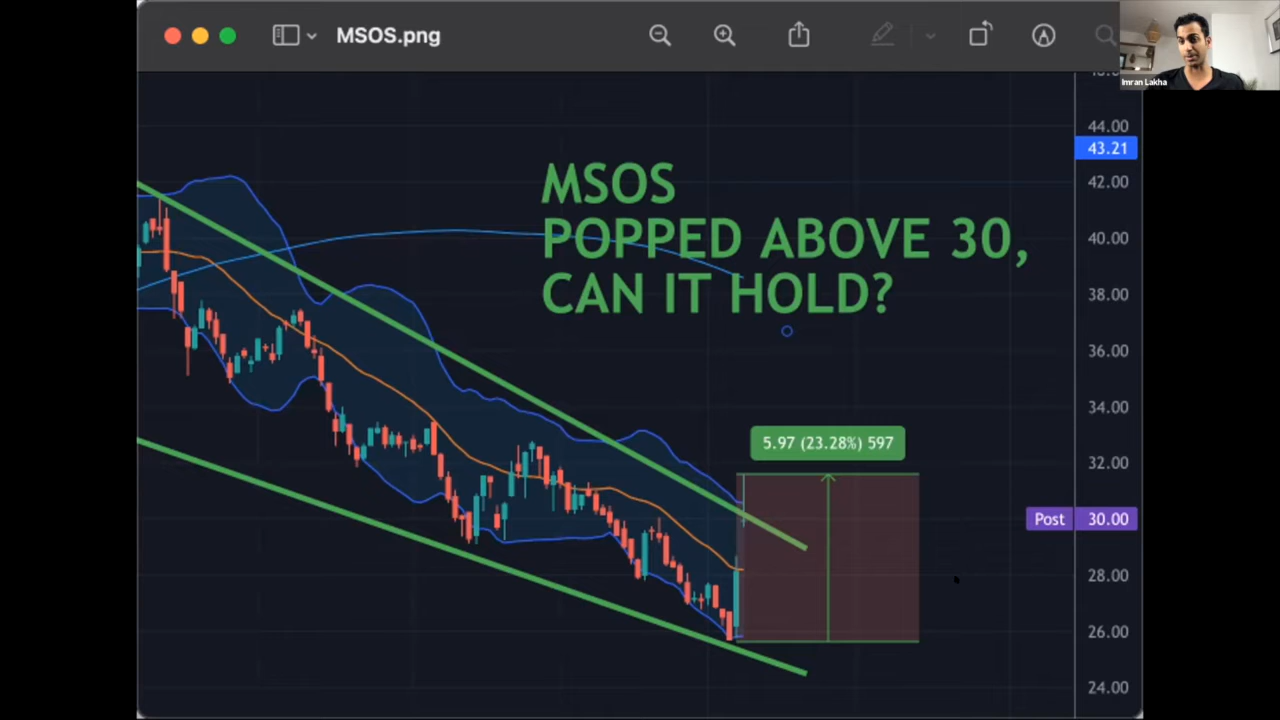 MSOS.png
Imran Lakha
44.00
43.21
42.00
MSOS
POPPED ABOVE 30,
40.00
CAN IT HOLD?
38.00
36.00
34.00
5.97 (23.28%) 597
32.00
Post 30.00
28.00
26.00
24.00